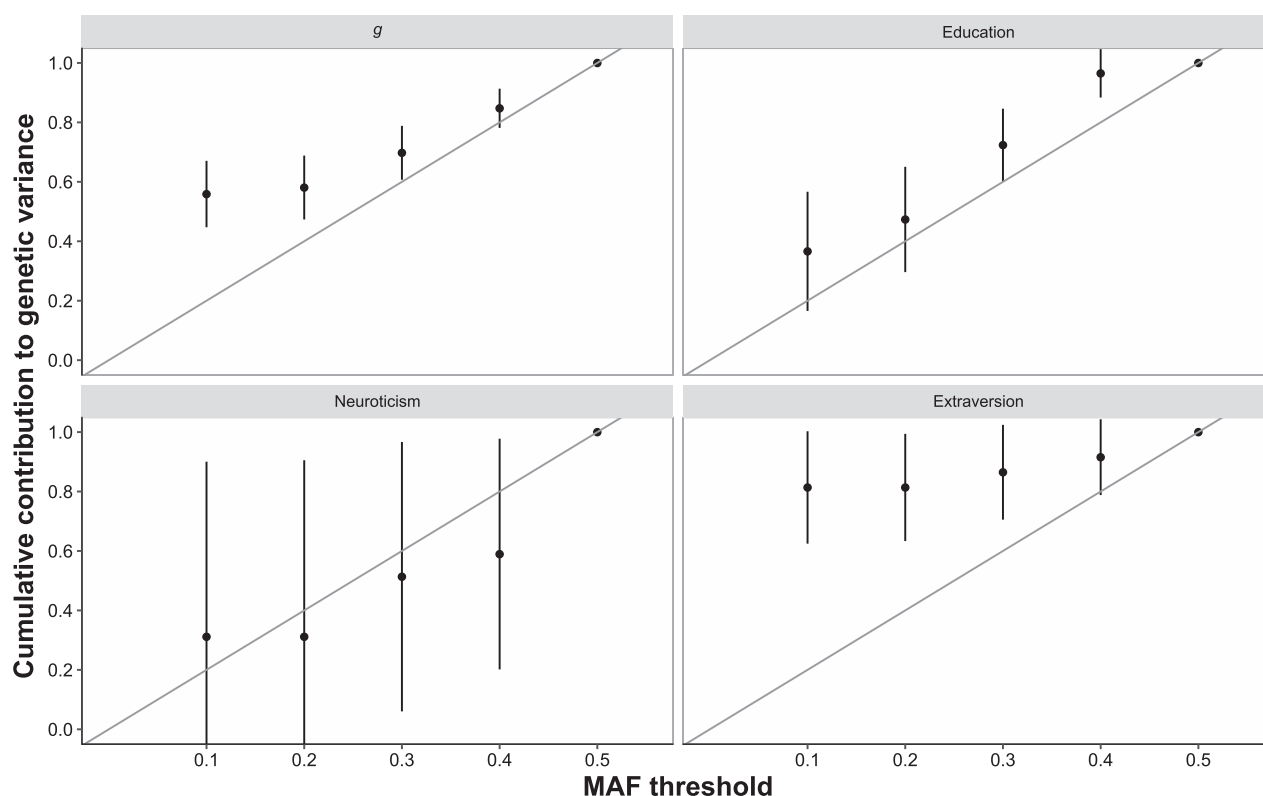 g
Education
1.0
0.8
0.6
0.4
0.2
0.0
Neuroticism
Extraversion
1.0
0.8
0.6
0.4
0.2
0.0
0.1 0.2 0.3 0.4 0.5
0.1 0.2 0.3 0.4 0.5
MAF threshold
Cumulative contribution to genetic variance